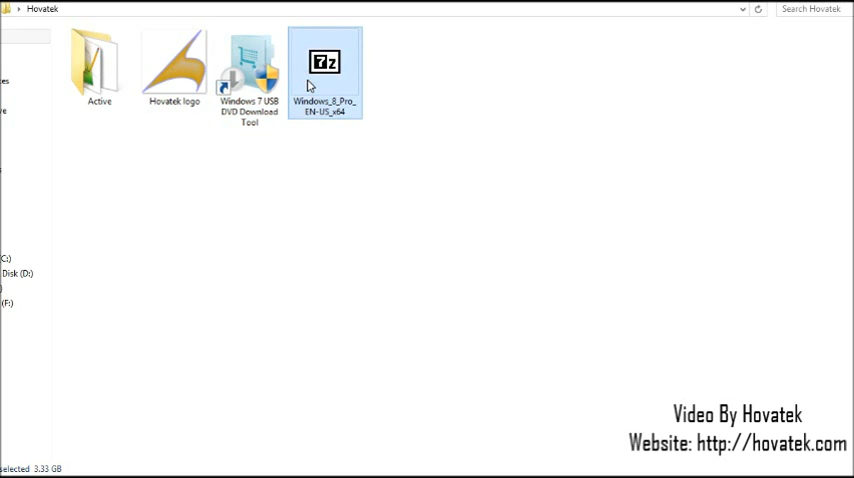 Hovatek
Search Hovatek
Active
Hovatek logo
Windows 7 USB
DVD Download
Tool
Windows_8_Pro_
EN-US_x64
7z
C:)
Disk (D:)
)
(F:)
Video By Hovatek
Website: http://hovatek.com
selected 3.33 GB